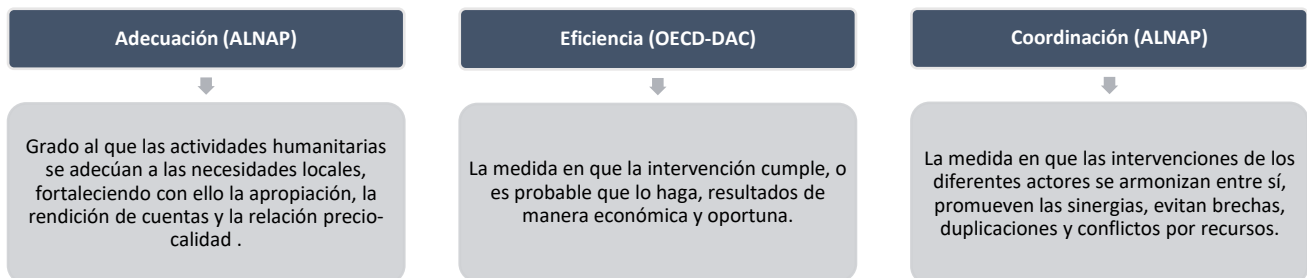 Adecuación (ALNAP)
Grado al que las actividades humanitarias
se adecúan a las necesidades locales,
fortaleciendo con ello la apropiación, la
rendición de cuentas y la relación precio-
calidad .
Eficiencia (OECD-DAC)
La medida en que la intervención cumple, o
es probable que lo haga, resultados de
manera económica y oportuna.
Coordinación (ALNAP)
La medida en que las intervenciones de los
diferentes actores se armonizan entre sí,
promueven las sinergias, evitan brechas,
duplicaciones y conflictos por recursos.